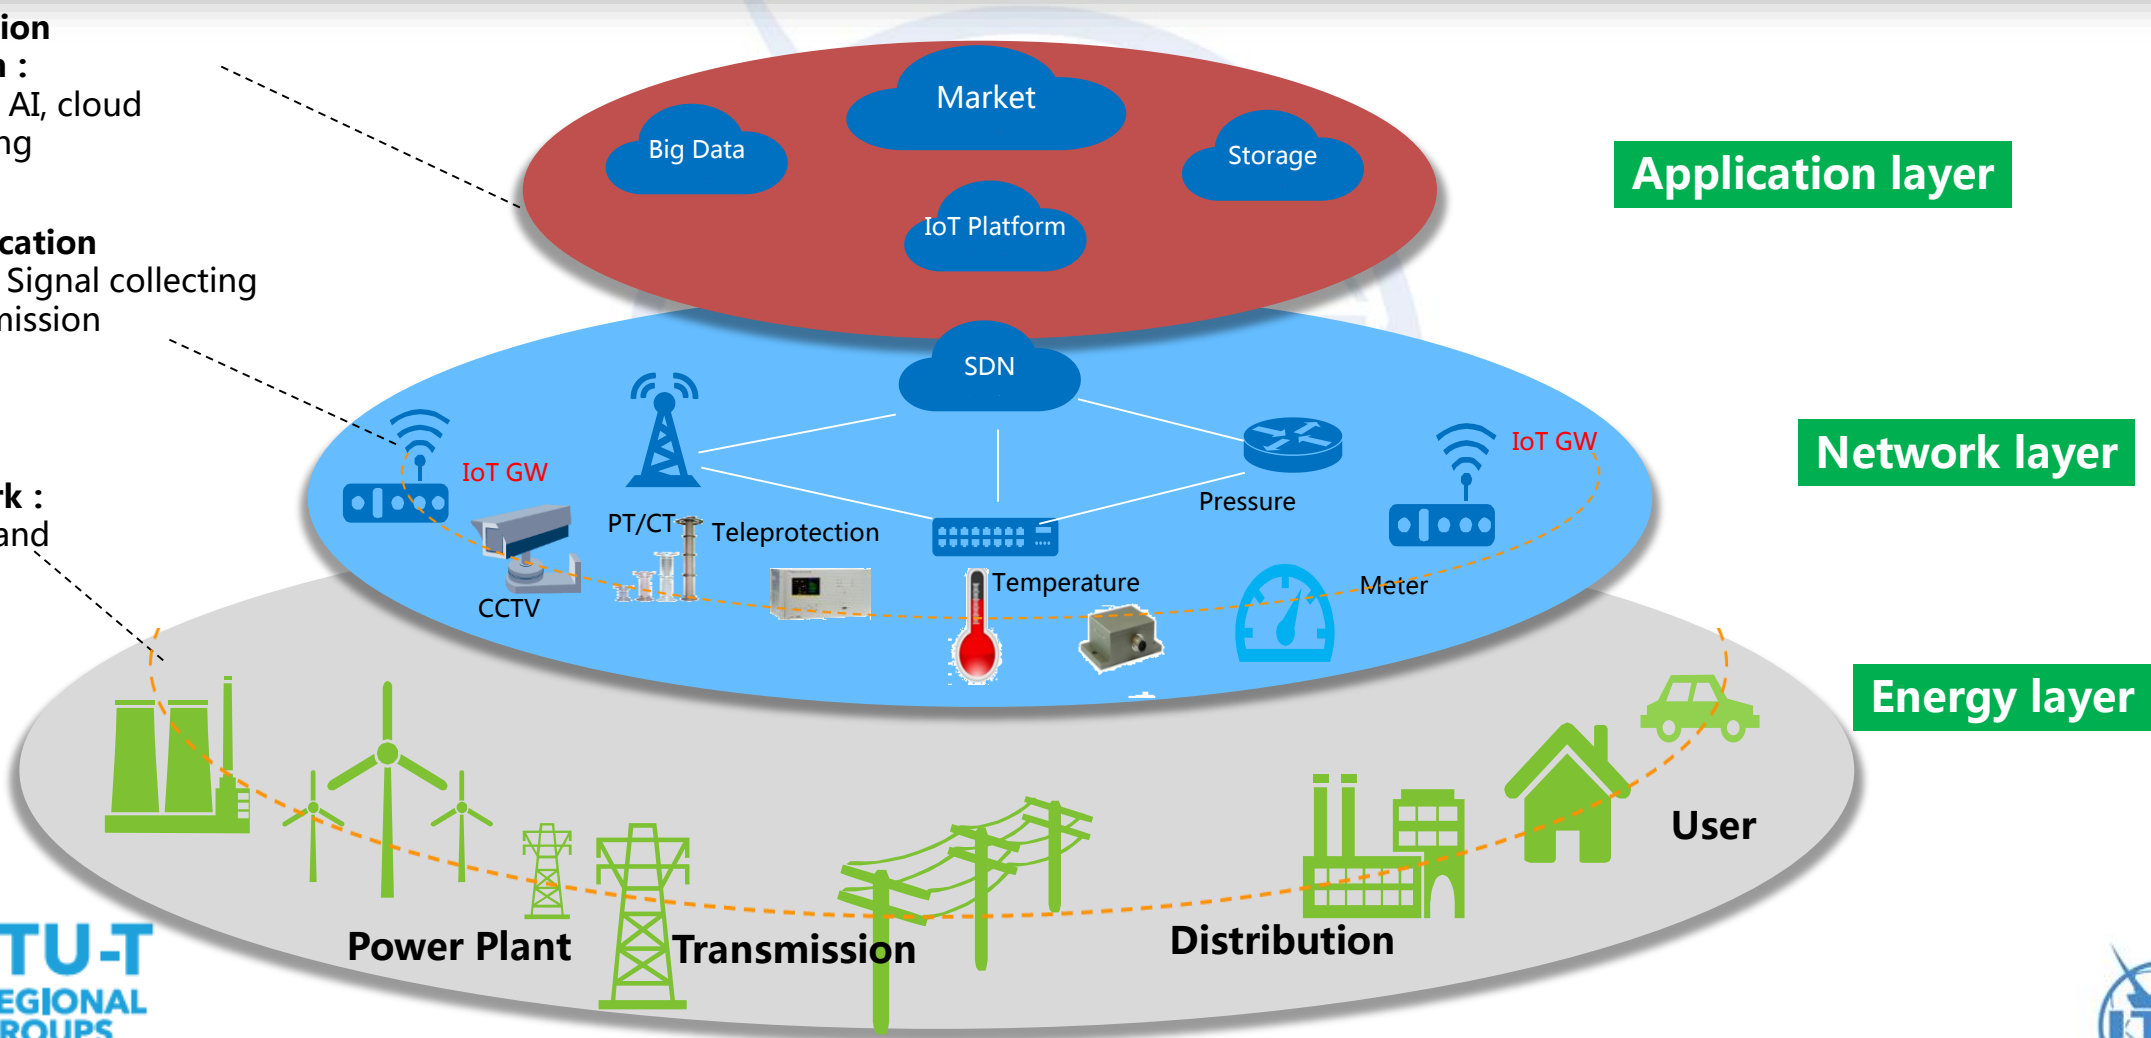 ion
n :
AI, cloud
ng
cation
Signal collecting
mission
rk :
and
Market
Big Data
Storage
IoT Platform
Application layer
SDN
IoT GW
IoT GW
Network layer
Pressure
PT/CT
Teleprotection
Temperature
Meter
CCTV
Energy layer
User
Power Plant
Transmission
Distribution
TU-T
EGIONAL
ROUPS